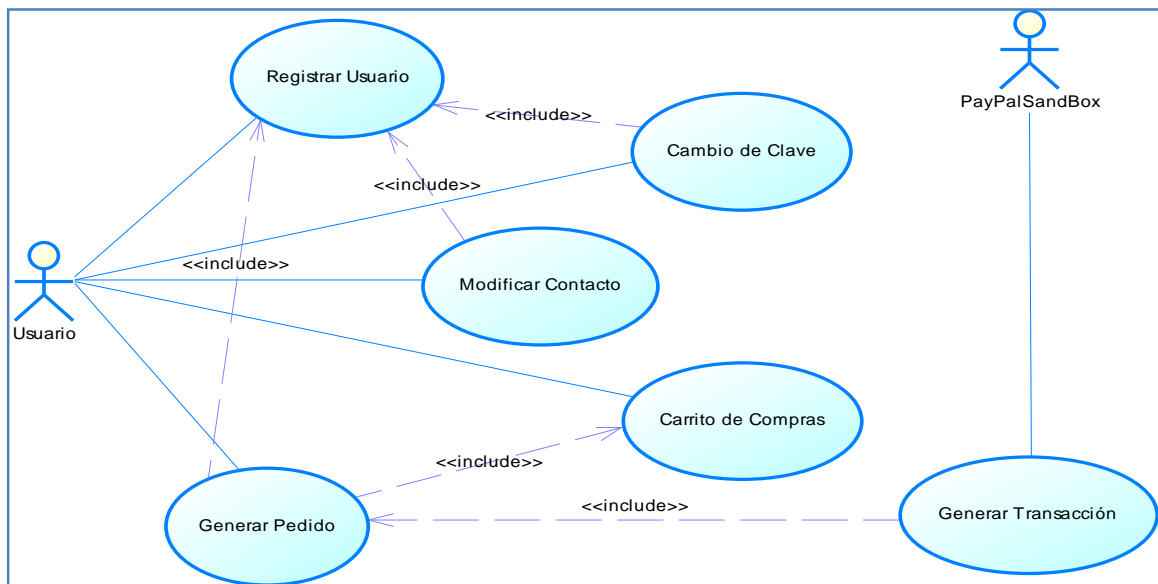 Registrar Usuario
PayPalSandBox
<<include>>
Cambio de Clave
<<include>>
<<include>>
Modificar Contacto
Usuario
Carrito de Compras
<<include>>
<<include>>
Generar Pedido
Generar Transacción